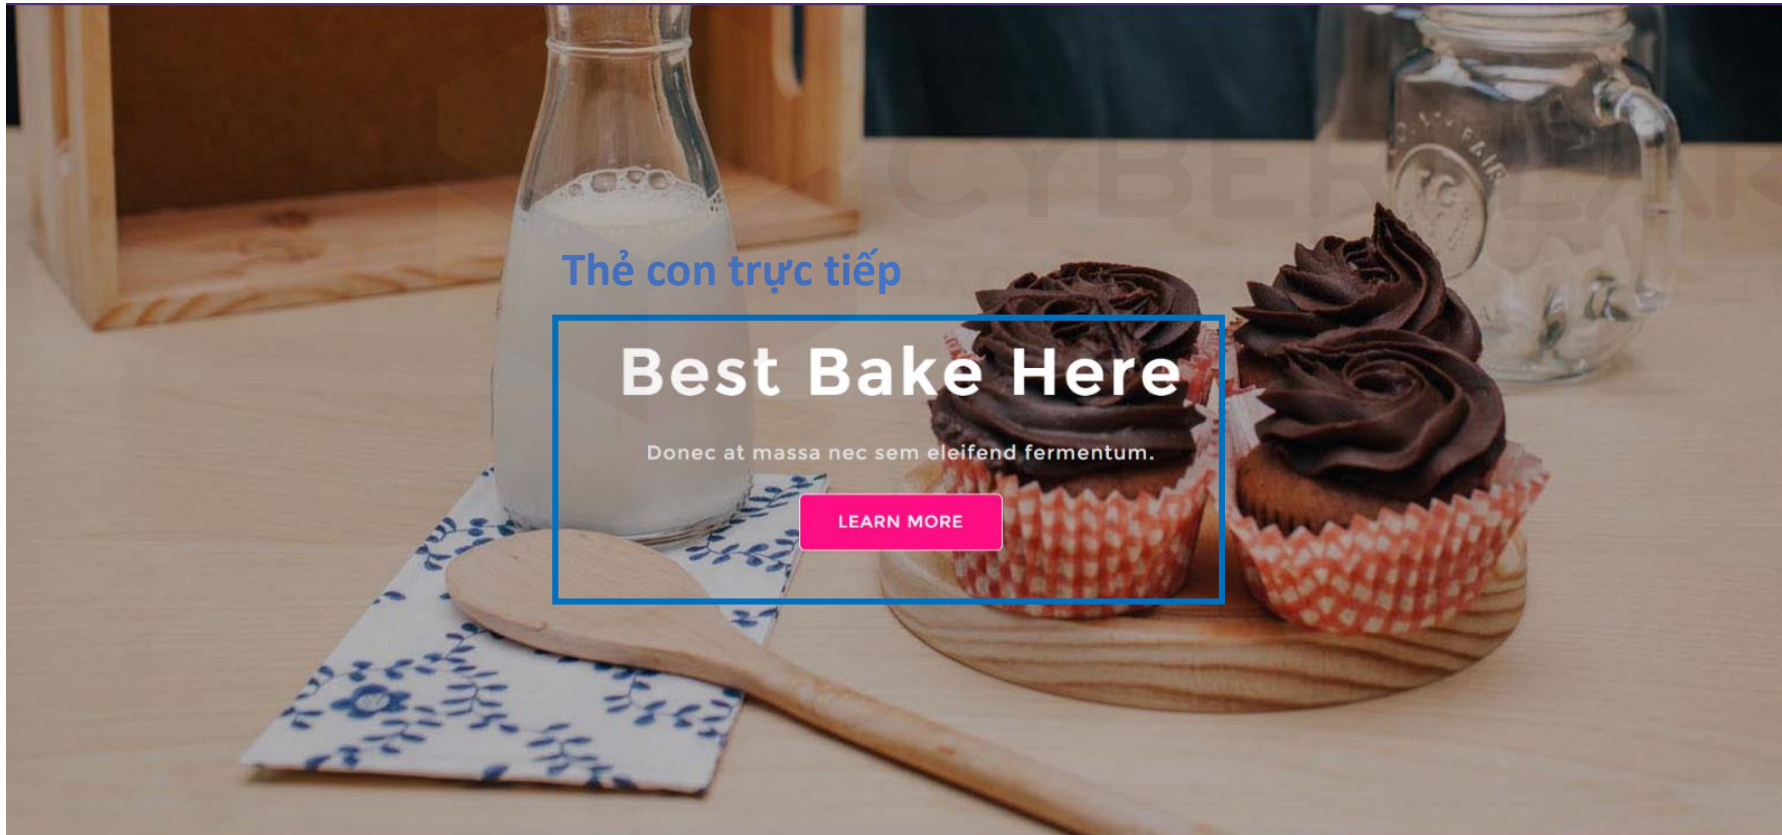 Thẻ con trực tiếp
Best Bake Here
Donec at massa nec sem eleifend fermentum.
LEARN MORE